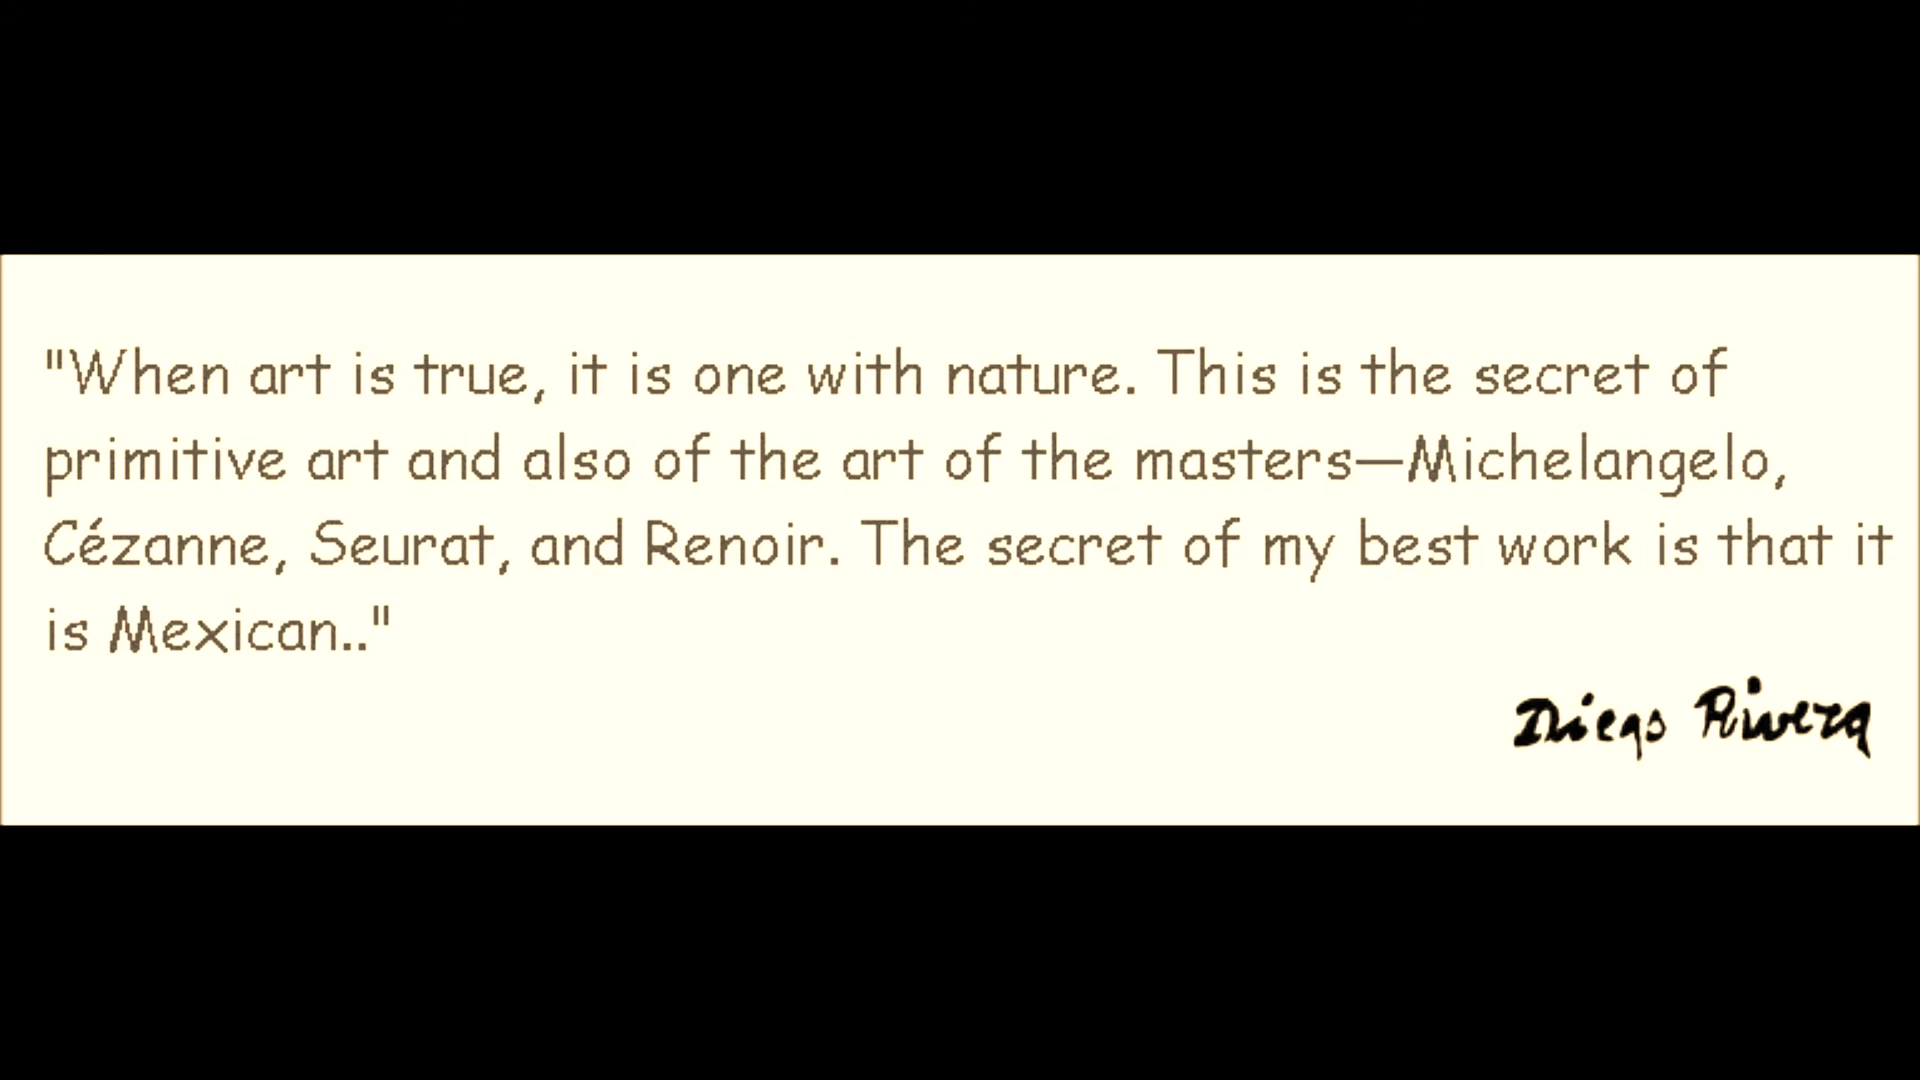 "When art is true, it is one with nature. This is the secret of
primitive art and also of the art of the masters—Michelangelo,
Cézanne, Seurat, and Renoir. The secret of my best work is that it
is Mexican.."
Diego Rivera